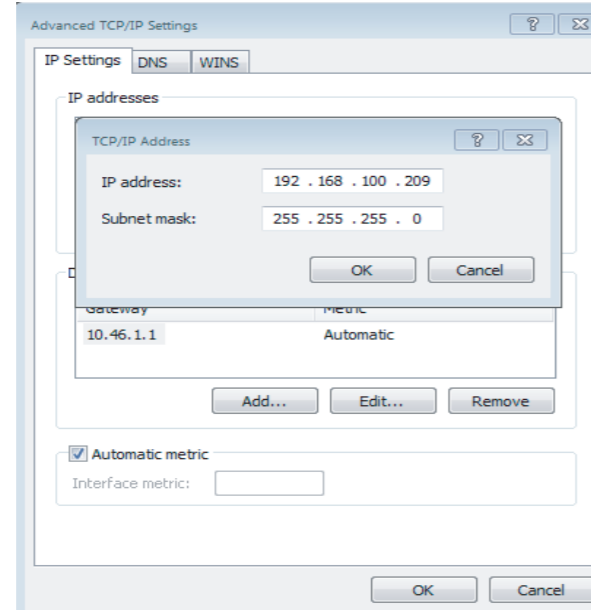 Advanced TCP/IP Settings
IP Settings DNS WINS
IP addresses
TCP/IP Address
IP address: 192 . 168 . 100 . 209
Subnet mask: 255 . 255 . 255 . 0
OK Cancel
Gateway Metric
10.46.1.1 Automatic
Add... Edit... Remove
Automatic metric
Interface metric:
OK Cancel